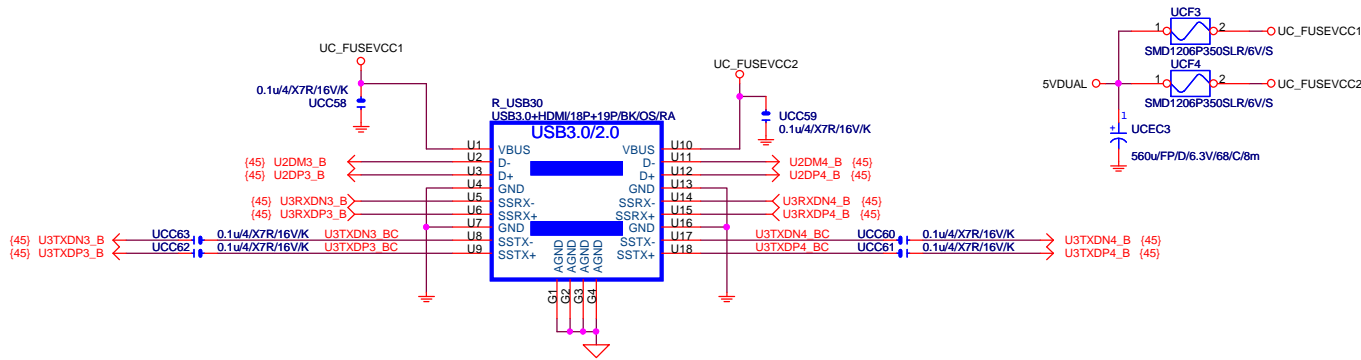 UCF3
1 2 UC_FUSEVCC1
SMD1206P350SLR/6V/S
UCF4
5VDUAL 1 2 UC_FUSEVCC2
SMD1206P350SLR/6V/S
1
+ UCEC3
560u/FP/D/6.3V/68/C/8m
UC_FUSEVCC1
UC_FUSEVCC2
0.1u/4/X7R/16V/K
UCC58
UCC59
0.1u/4/X7R/16V/K
R_USB30
USB3.0+HDMI/18P+19P/BK/OS/RA
USB3.0/2.0
U1 VBUS VBUS U10
{45} U2DM3_B U2 D- D- U11 U2DM4_B {45}
{45} U2DP3_B U3 D+ D+ U12 U2DP4_B {45}
U4 GND GND U13
{45} U3RXDN3_B U5 SSRX- SSRX- U14 U3RXDN4_B {45}
{45} U3RXDP3_B U6 SSRX+ SSRX+ U15 U3RXDP4_B {45}
U7 GND GND U16
{45} U3TXDN3_B UCC63 0.1u/4/X7R/16V/K U3TXDN3_BC U8 SSTX- SSTX- U17 U3TXDN4_BC UCC60 0.1u/4/X7R/16V/K U3TXDN4_B {45}
{45} U3TXDP3_B UCC62 0.1u/4/X7R/16V/K U3TXDP3_BC U9 SSTX+ SSTX+ U18 U3TXDP4_BC UCC61 0.1u/4/X7R/16V/K U3TXDP4_B {45}
AGND AGND AGND AGND
G1 G2 G3 G4